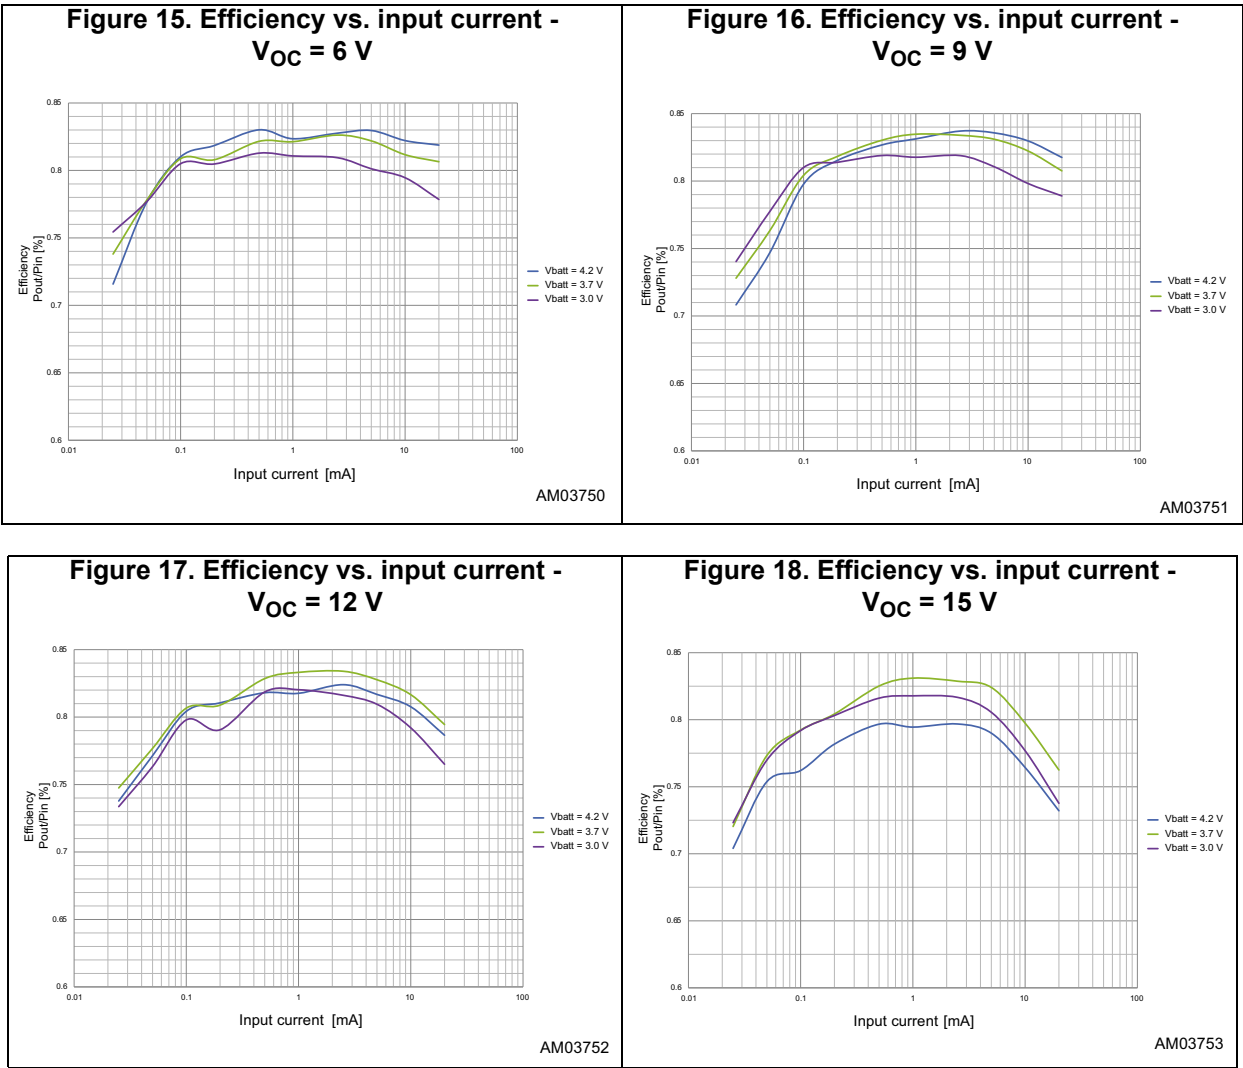 Figure 15. Efficiency vs. input current -
VOC = 6 V
0.85
0.8
0.75
0.7
0.65
0.6
Efficiency
Pout/Pin [%]
0.01
0.1
1
10
100
Input current [mA]
Vbatt = 4.2 V
Vbatt = 3.7 V
Vbatt = 3.0 V
AM03750
Figure 16. Efficiency vs. input current -
VOC = 9 V
0.85
0.8
0.75
0.7
0.65
0.6
Efficiency
Pout/Pin [%]
0.01
0.1
1
10
100
Input current [mA]
Vbatt = 4.2 V
Vbatt = 3.7 V
Vbatt = 3.0 V
AM03751
Figure 17. Efficiency vs. input current -
VOC = 12 V
0.85
0.8
0.75
0.7
0.65
0.6
Efficiency
Pout/Pin [%]
0.01
0.1
1
10
100
Input current [mA]
Vbatt = 4.2 V
Vbatt = 3.7 V
Vbatt = 3.0 V
AM03752
Figure 18. Efficiency vs. input current -
VOC = 15 V
0.85
0.8
0.75
0.7
0.65
0.6
Efficiency
Pout/Pin [%]
0.01
0.1
1
10
100
Input current [mA]
Vbatt = 4.2 V
Vbatt = 3.7 V
Vbatt = 3.0 V
AM03753